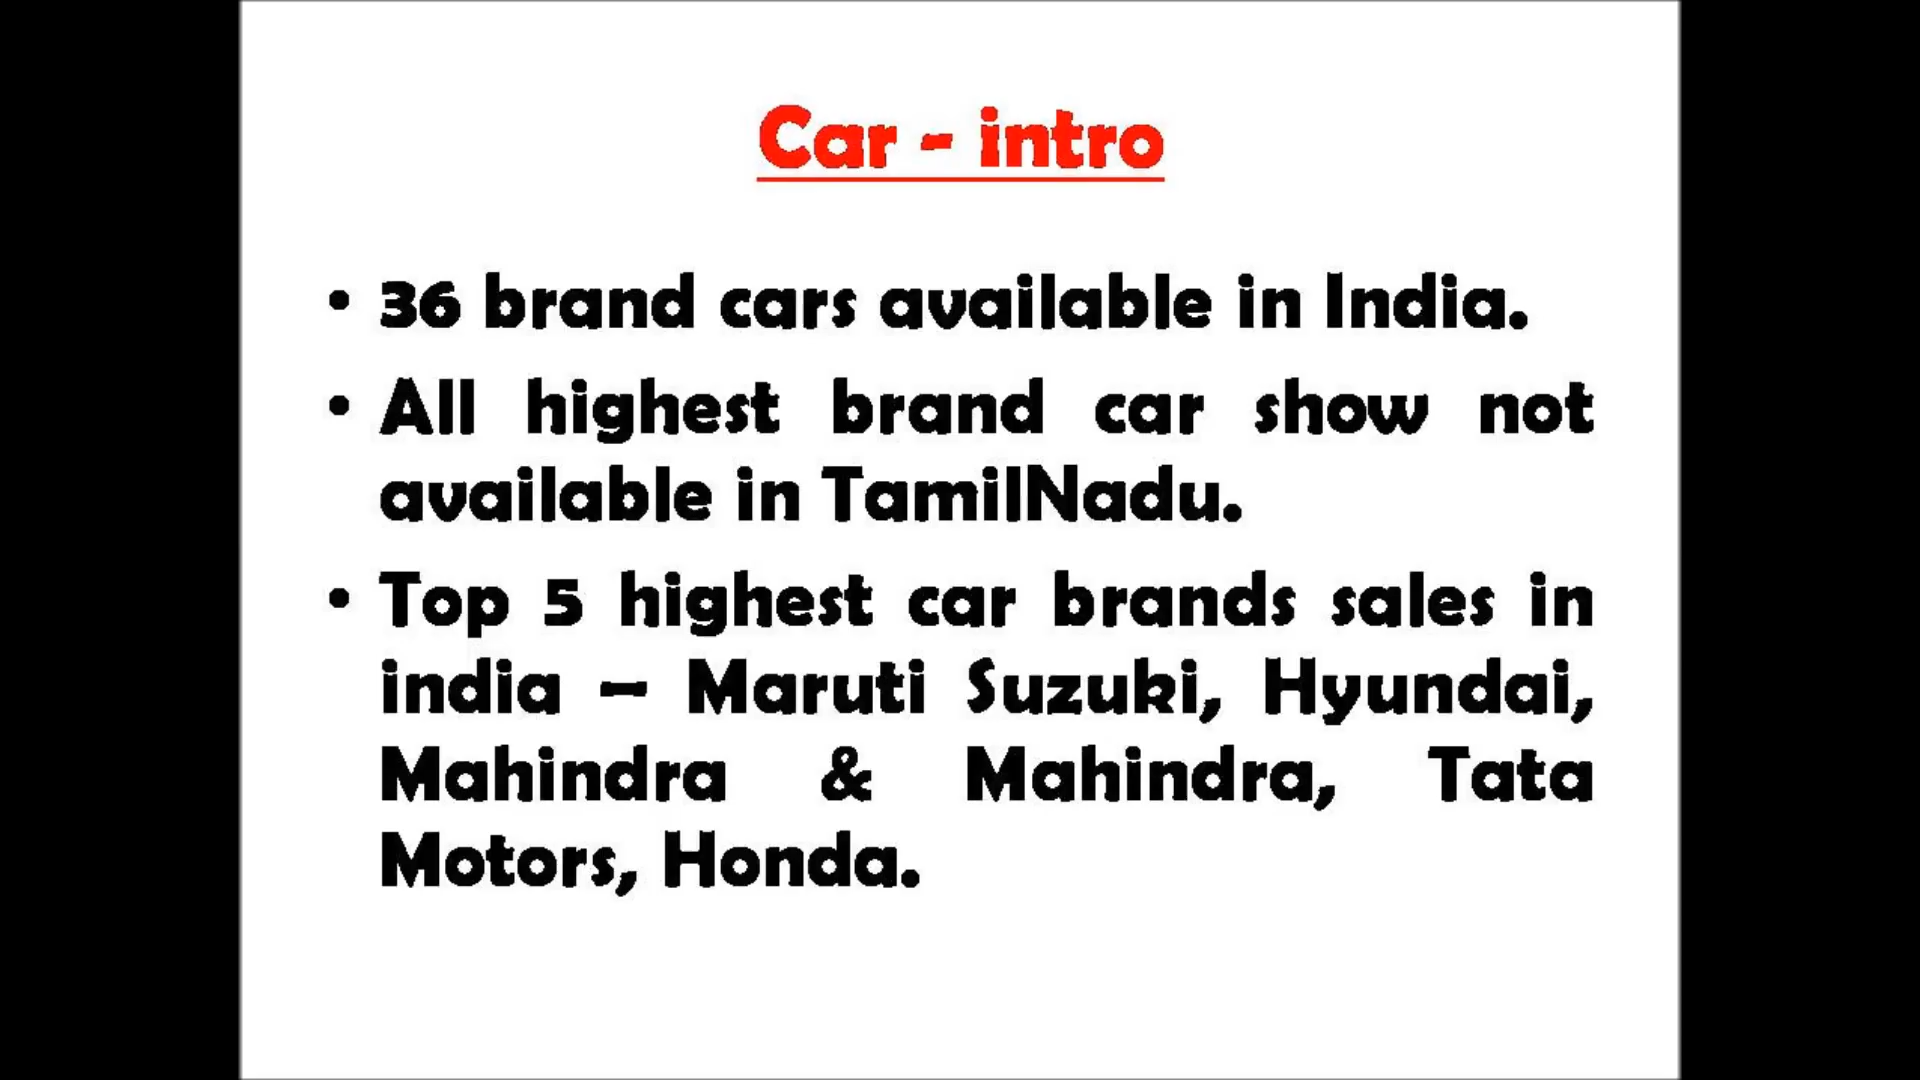 Car - intro
• 36 brand cars available in India.
• All highest brand car show not
available in TamilNadu.
• Top 5 highest car brands sales in
india – Maruti Suzuki, Hyundai,
Mahindra & Mahindra, Tata
Motors, Honda.